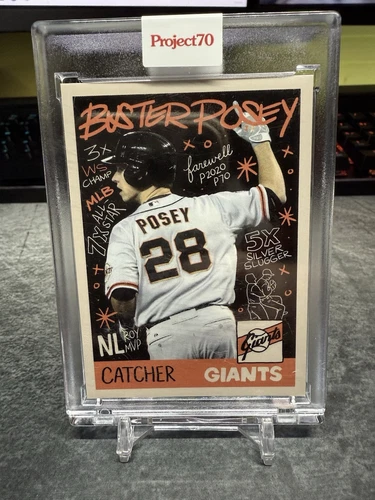 Project70
BUSTER POSEY
3X
WS
CHAMP
MLB
7X ALL-
STAR
farewell
P2020
P70
POSEY
28
5X
SILVER
SLUGGER
NL ROY
MVP
Giants
CATCHER
GIANTS